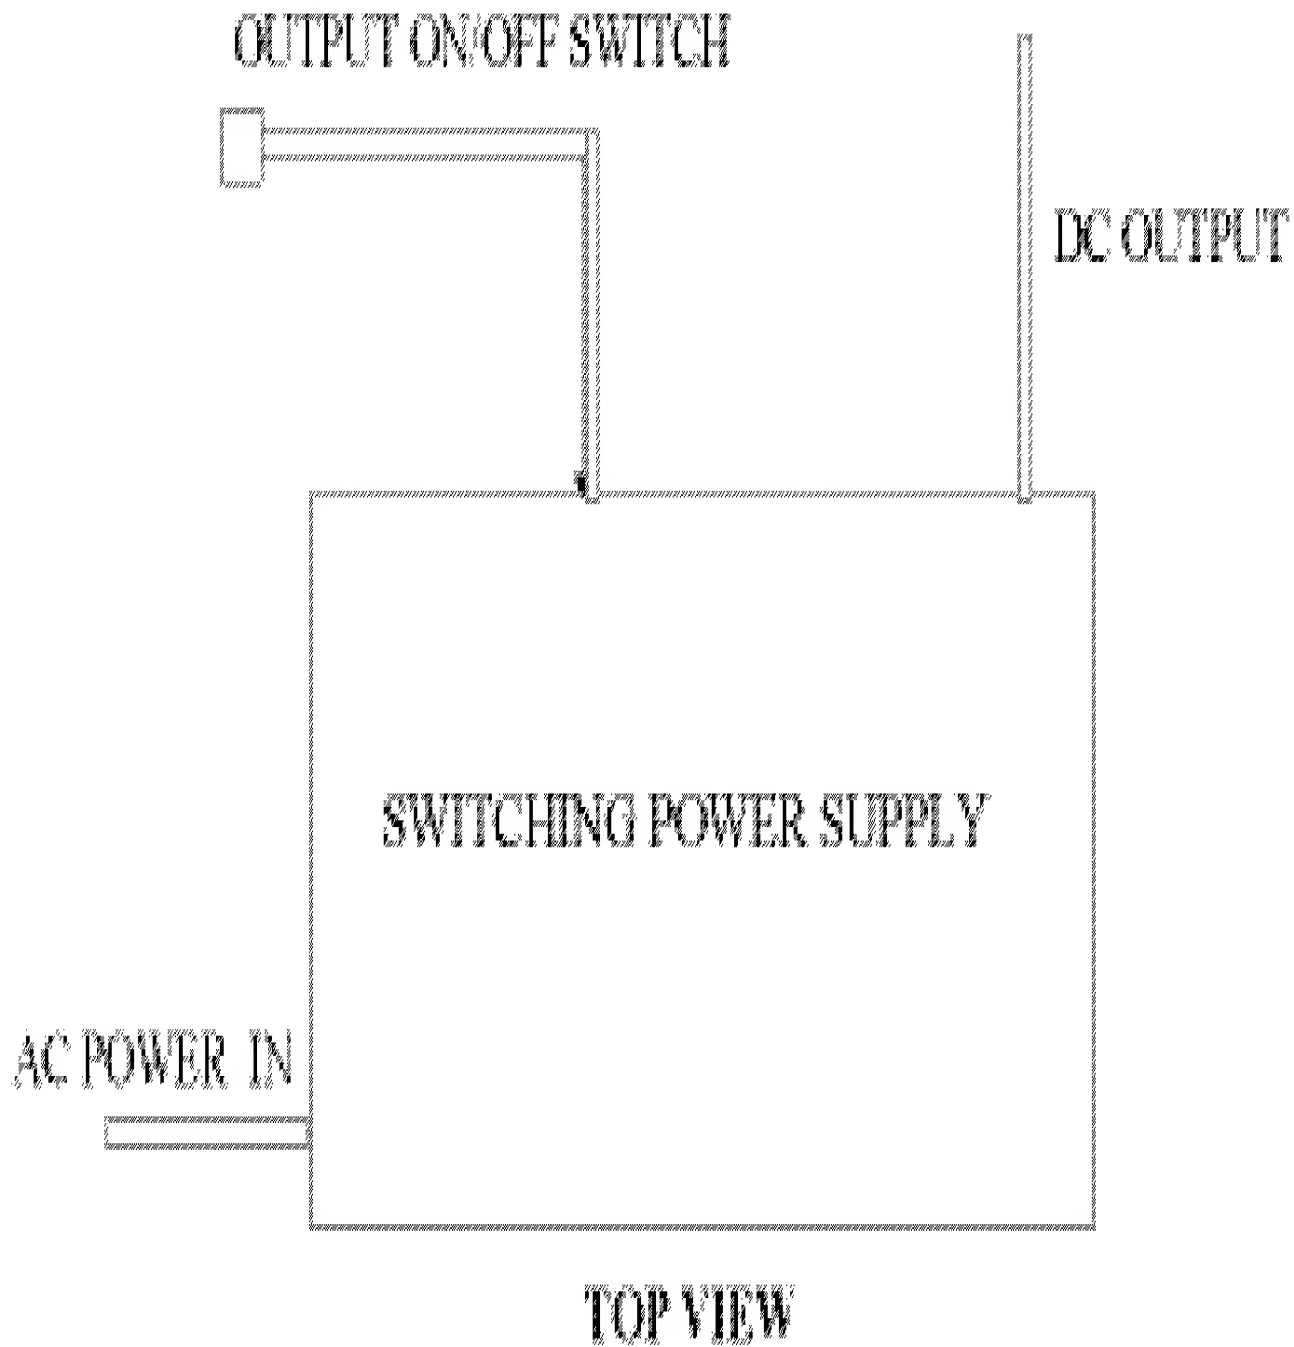 OUTPUT ON/OFF SWITCH
DC OUTPUT
SWITCHING POWER SUPPLY
AC POWER IN
TOP VIEW